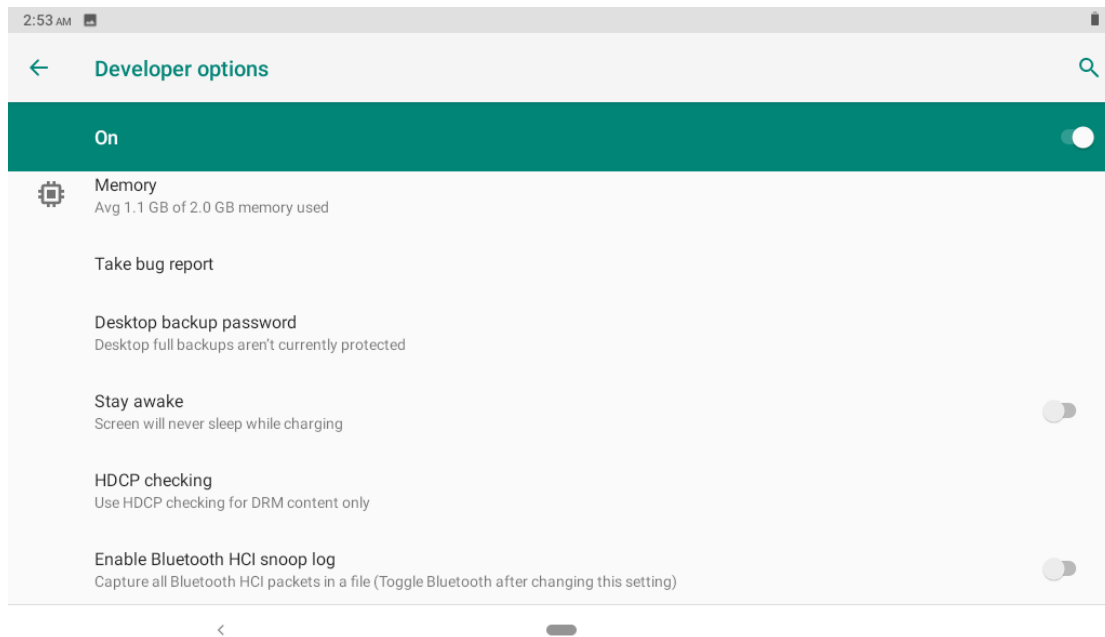 2:53 AM
Developer options
On
Memory
Avg 1.1 GB of 2.0 GB memory used
Take bug report
Desktop backup password
Desktop full backups aren't currently protected
Stay awake
Screen will never sleep while charging
HDCP checking
Use HDCP checking for DRM content only
Enable Bluetooth HCI snoop log
Capture all Bluetooth HCI packets in a file (Toggle Bluetooth after changing this setting)